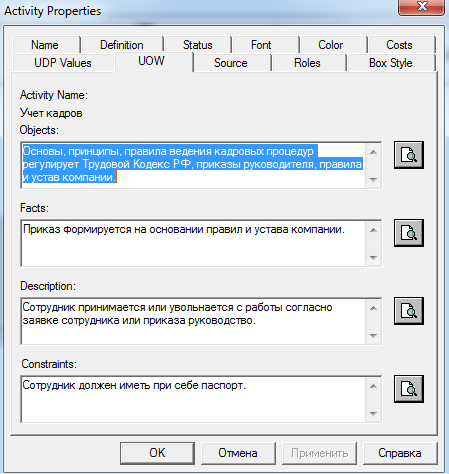 Activity Properties
Name Definition Status Font Color Costs
UDP Values UOW Source Roles Box Style
Activity Name:
Учет кадров
Objects:
Основы, принципы, правила ведения кадровых процедур
регулирует Трудовой Кодекс РФ, приказы руководителя, правила
и устав компании.
Facts:
Приказ формируется на основании правил и устава компании.
Description:
Сотрудник принимается или увольнается с работы согласно
заявке сотрудника или приказа руководство.
Constraints:
Сотрудник должен иметь при себе паспорт.
OK Отмена Применить Справка